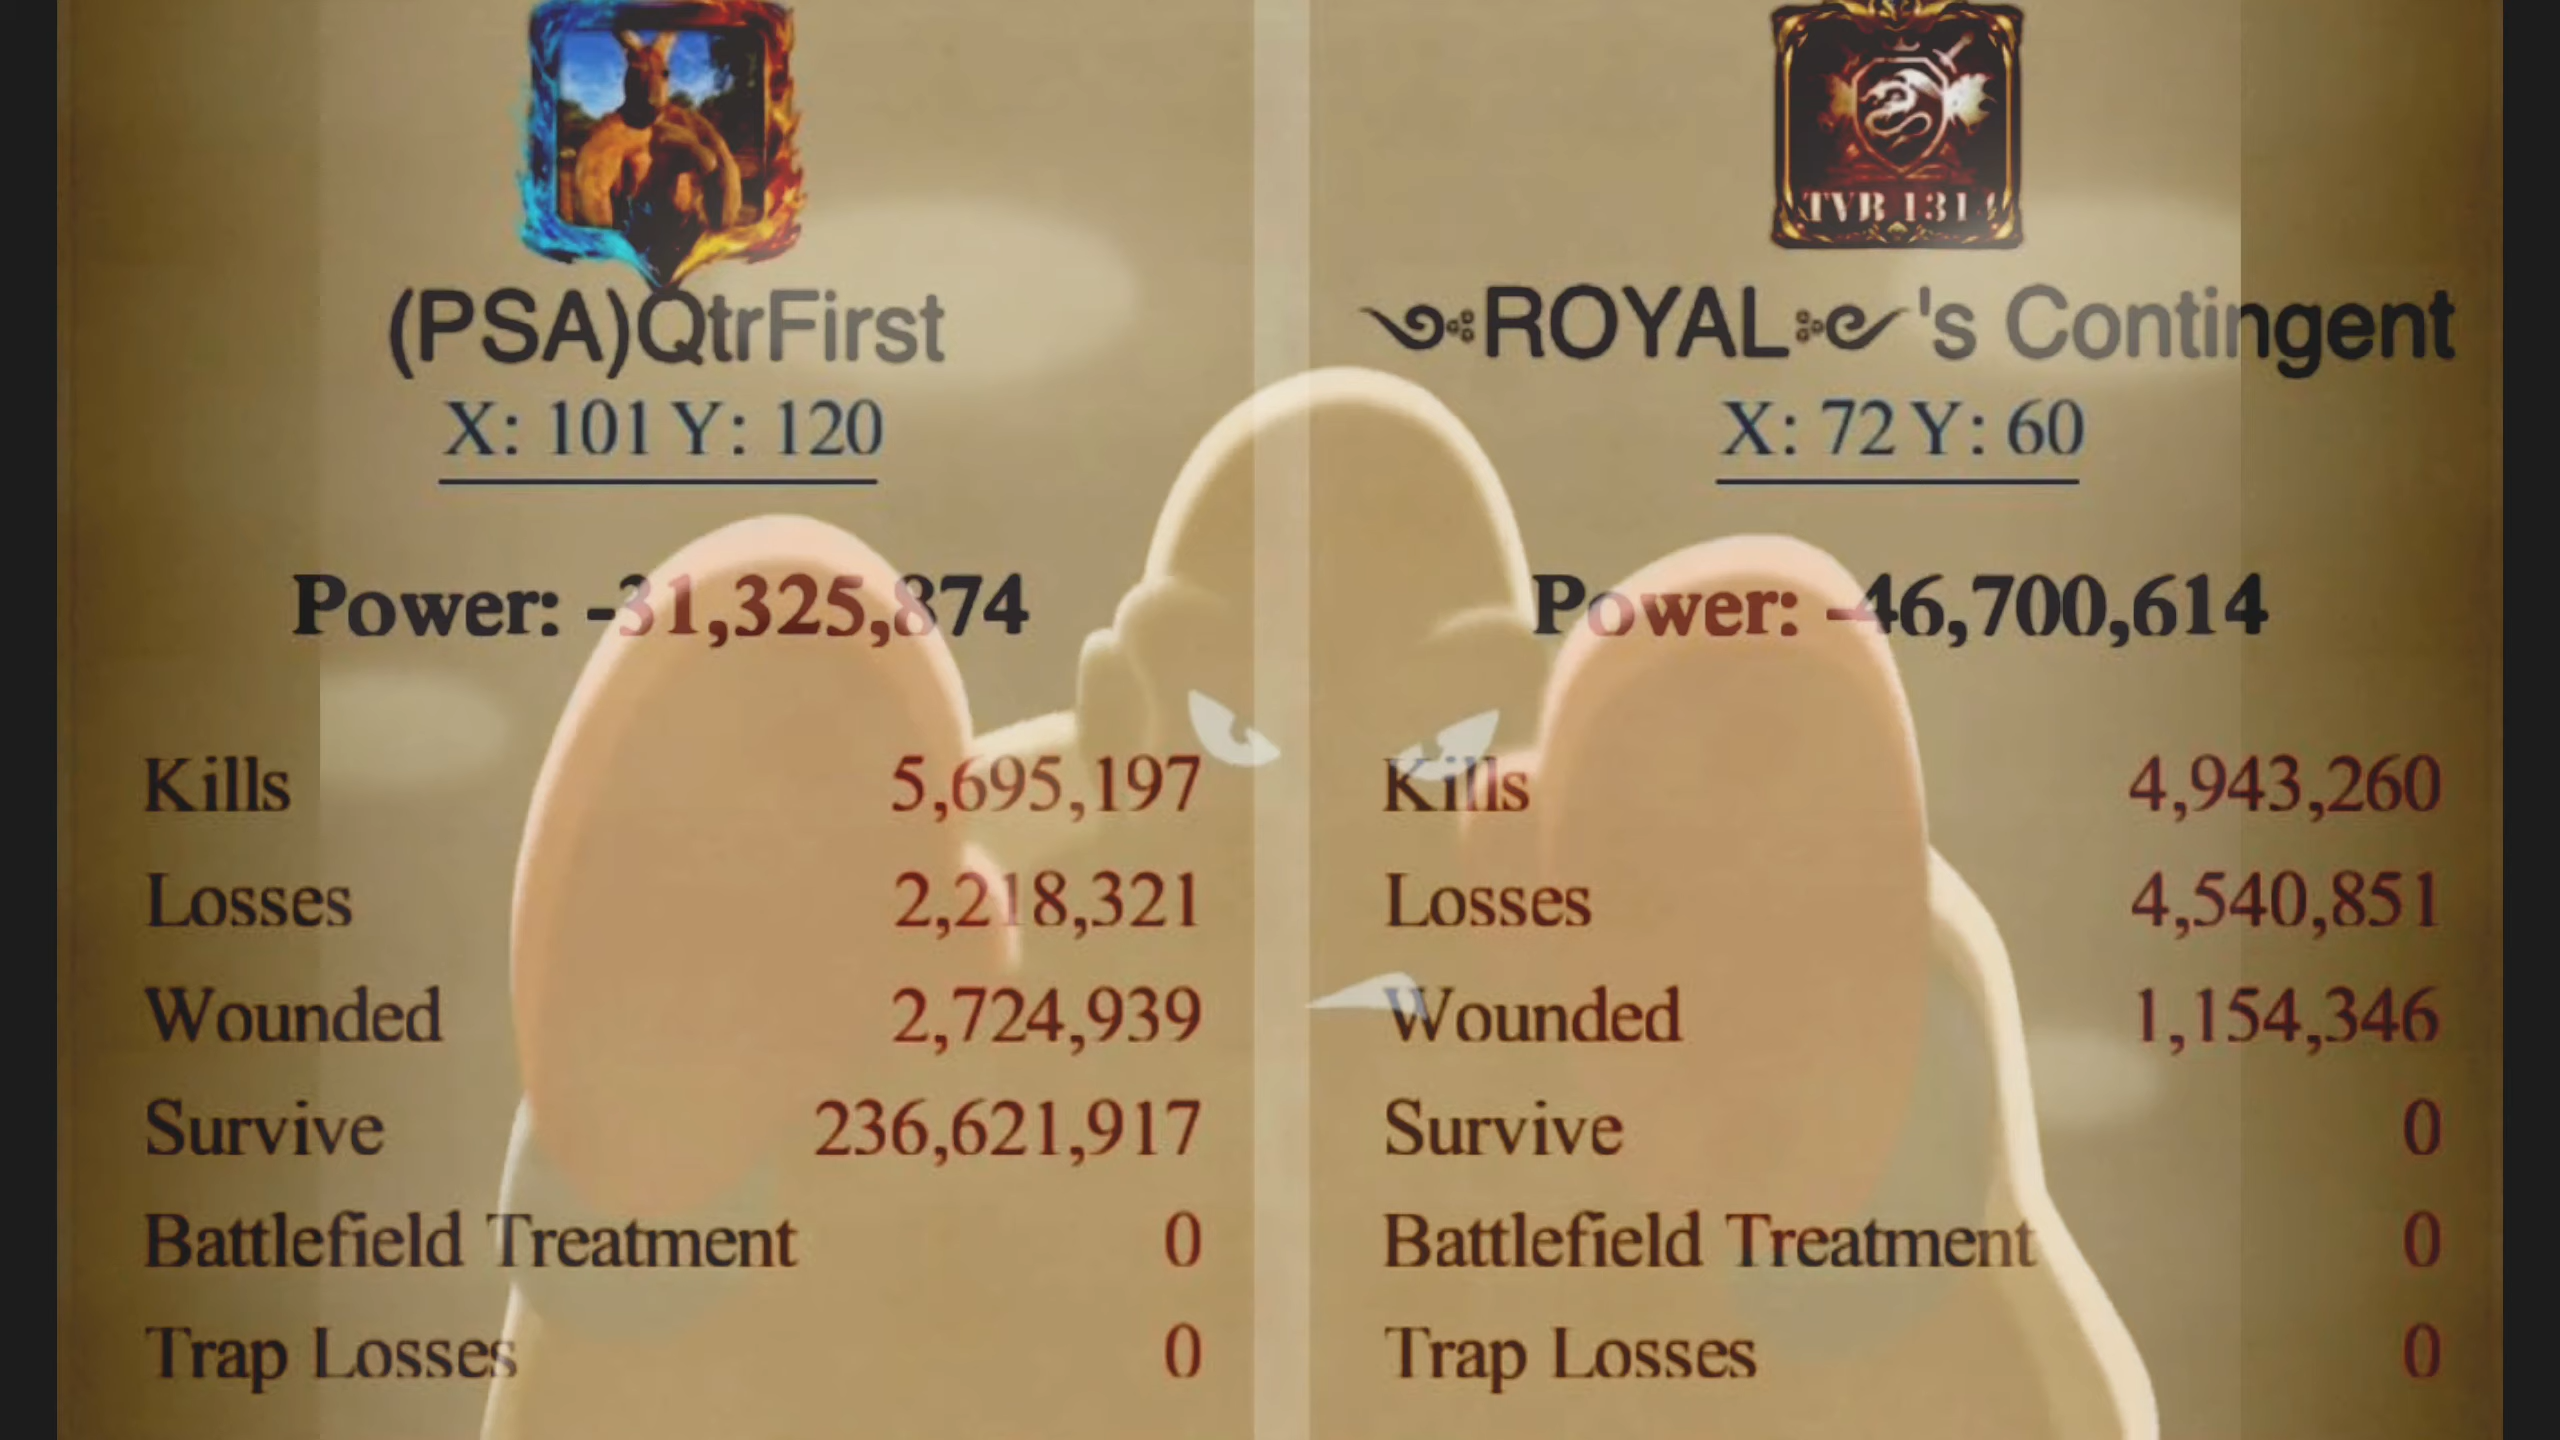 TVB 131
(PSA)QtrFirst
ROYAL's Contingent
X: 101 Y: 120
X: 72 Y: 60
Power: -31,325,874
Power: -46,700,614
Kills 5,695,197
Kills 4,943,260
Losses 2,218,321
Losses 4,540,851
Wounded 2,724,939
Wounded 1,154,346
Survive 236,621,917
Survive 0
Battlefield Treatment 0
Battlefield Treatment 0
Trap Losses 0
Trap Losses 0